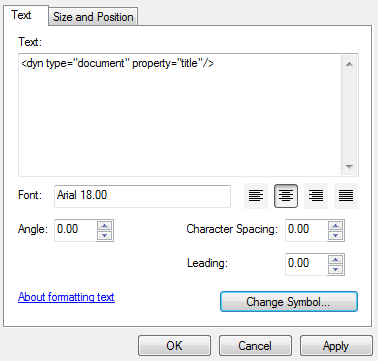 Text Size and Position
Text:
<dyn type="document" property="title"/>
Font: Arial 18.00
Angle: 0.00 Character Spacing: 0.00
Leading: 0.00
About formatting text Change Symbol...
OK Cancel Apply